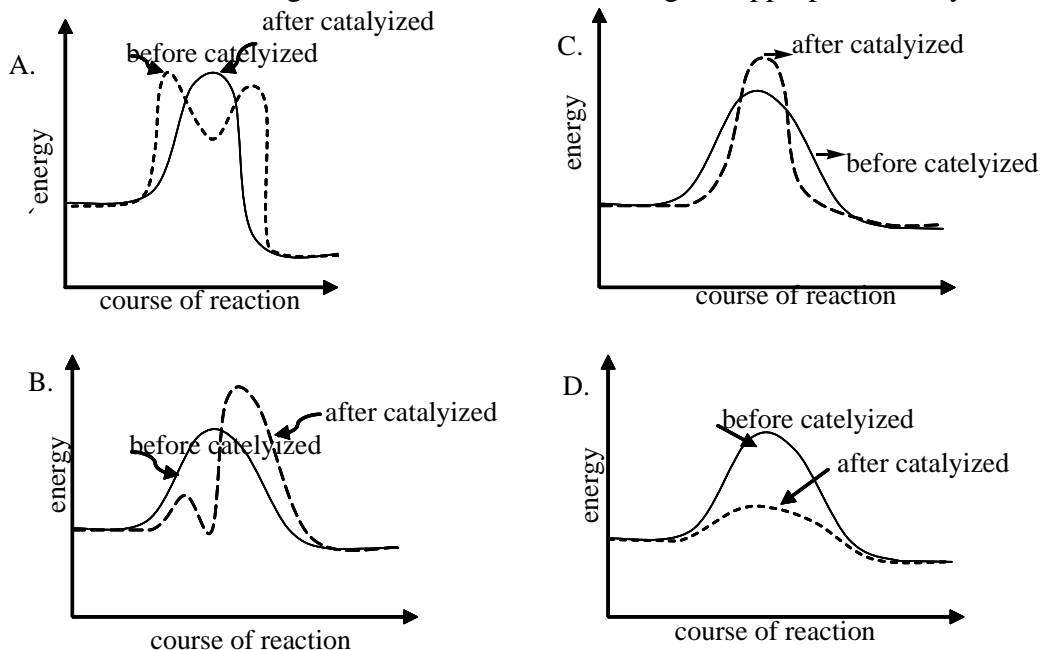 after catalyized
before catelyized
A.
`energy
course of reaction
C.
after catalyized
energy
before catelyized
course of reaction
B.
after catalyized
before catelyized
energy
course of reaction
D.
before catelyized
after catalyized
energy
course of reaction